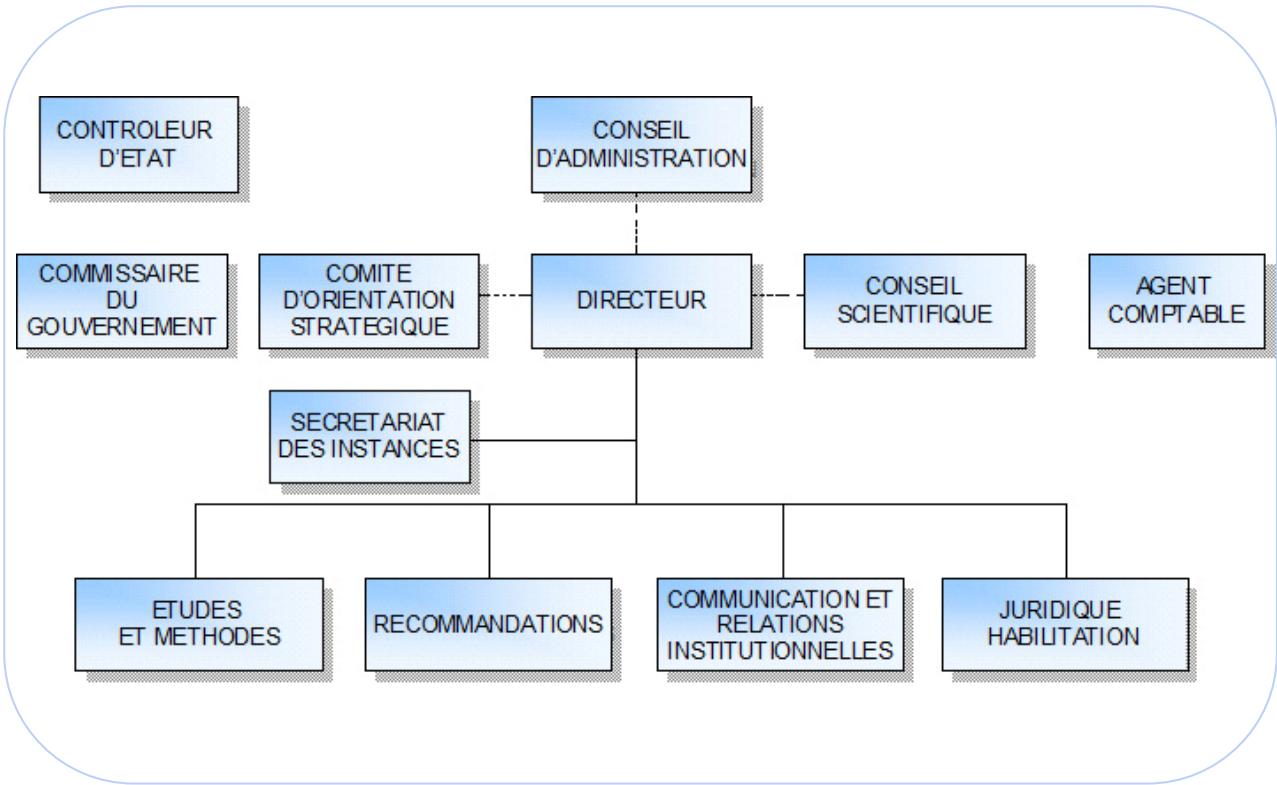 CONTROLEUR
D'ETAT
CONSEIL
D'ADMINISTRATION
COMMISSAIRE
DU
GOUVERNEMENT
COMITE
D'ORIENTATION
STRATEGIQUE
DIRECTEUR
CONSEIL
SCIENTIFIQUE
AGENT
COMPTABLE
SECRETARIAT
DES INSTANCES
ETUDES
ET METHODES
RECOMMANDATIONS
COMMUNICATION ET
RELATIONS
INSTITUTIONNELLES
JURIDIQUE
HABILITATION